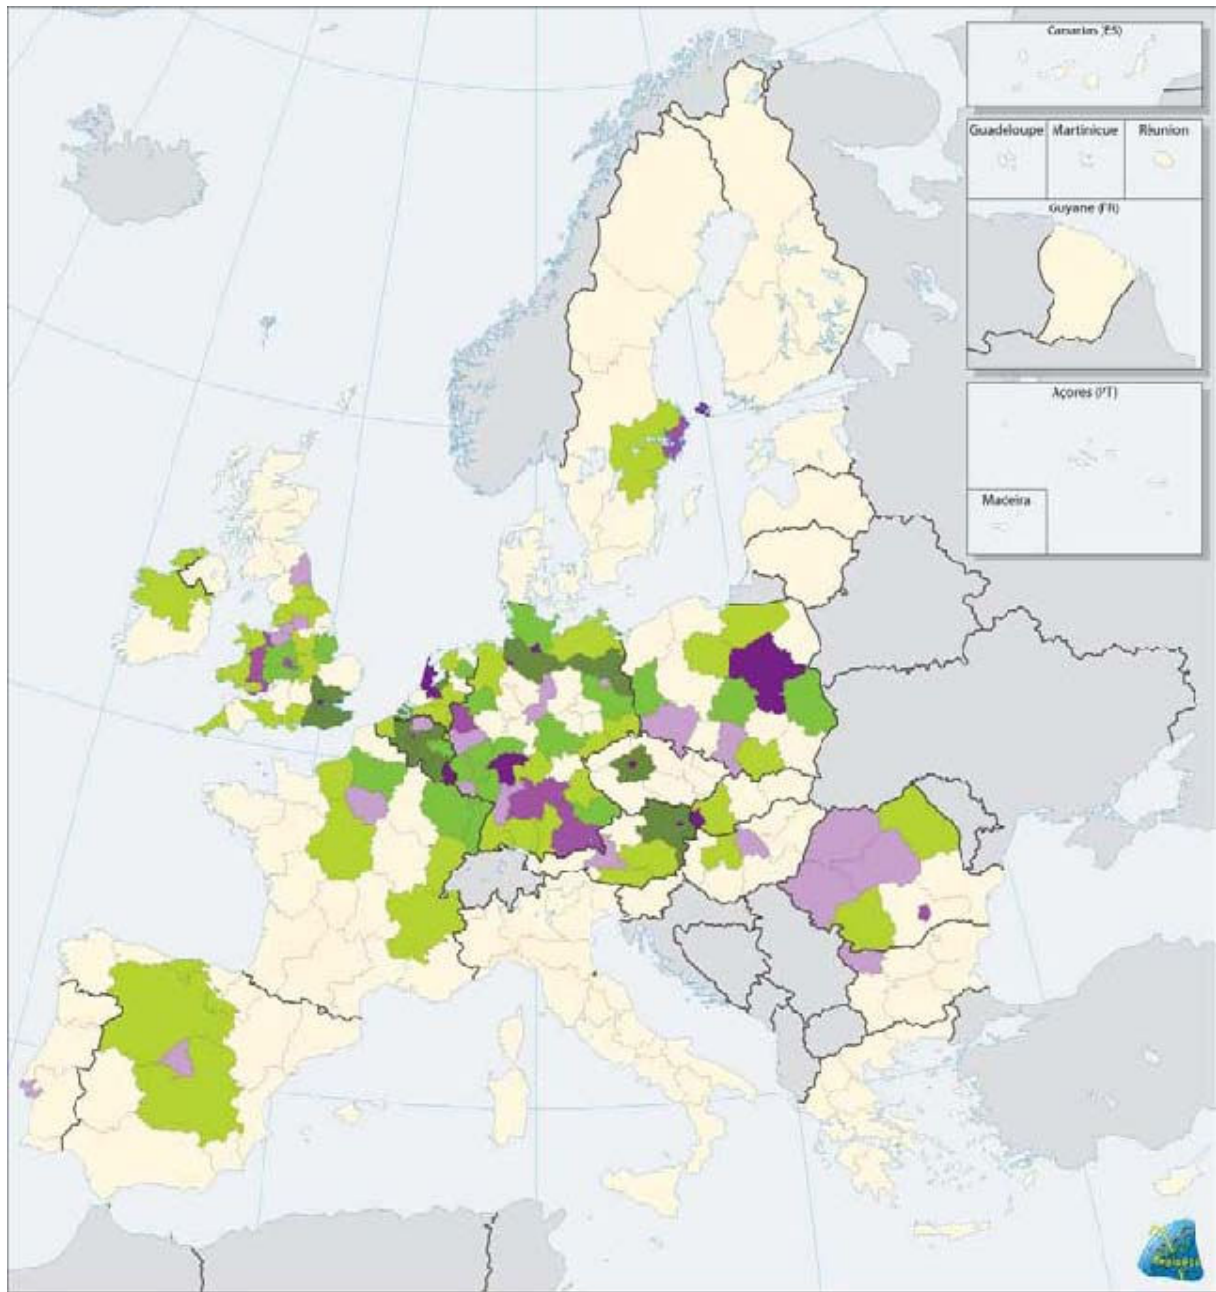 Canarias (ES)
Guadeloupe
Martinicue
Réunion
Guyane (FR)
Açores (PT)
Madeira